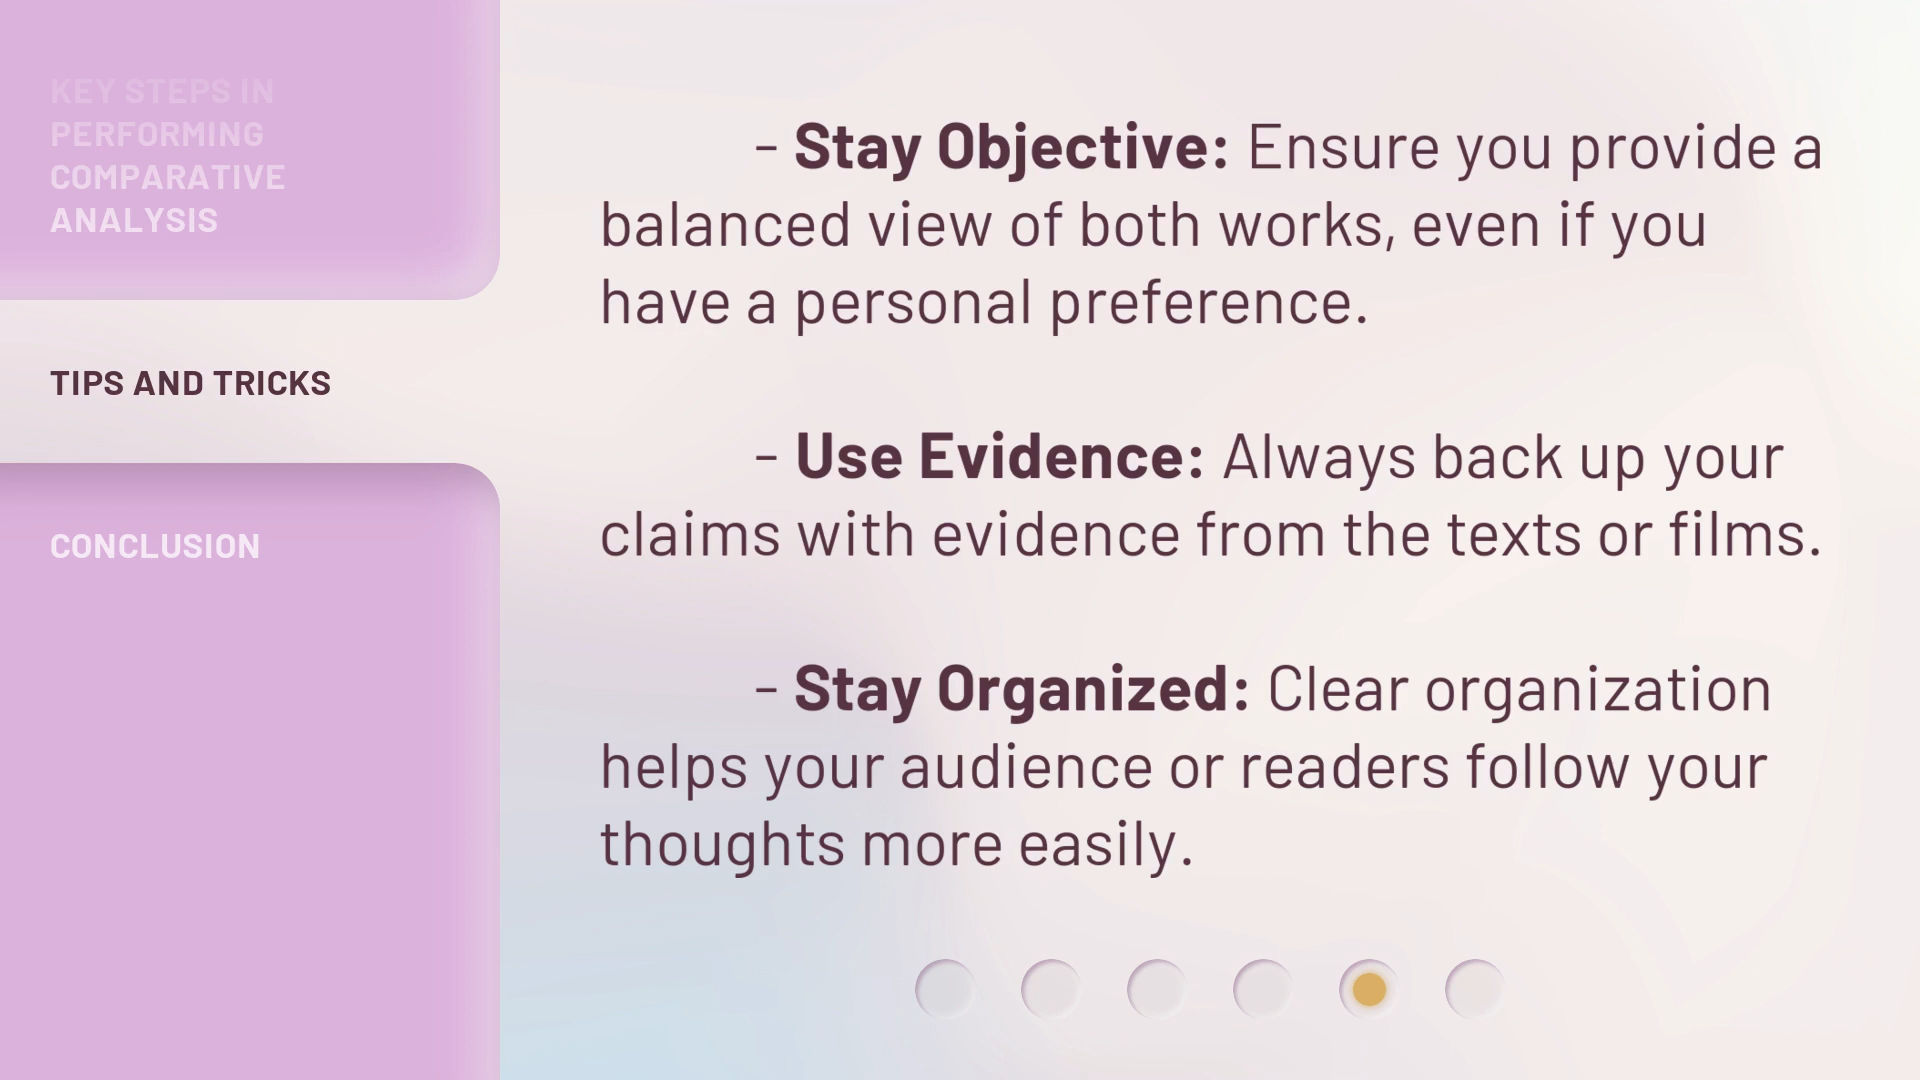 KEY STEPS IN
PERFORMING
COMPARATIVE
ANALYSIS
TIPS AND TRICKS
CONCLUSION
- Stay Objective: Ensure you provide a
balanced view of both works, even if you
have a personal preference.
- Use Evidence: Always back up your
claims with evidence from the texts or films.
- Stay Organized: Clear organization
helps your audience or readers follow your
thoughts more easily.